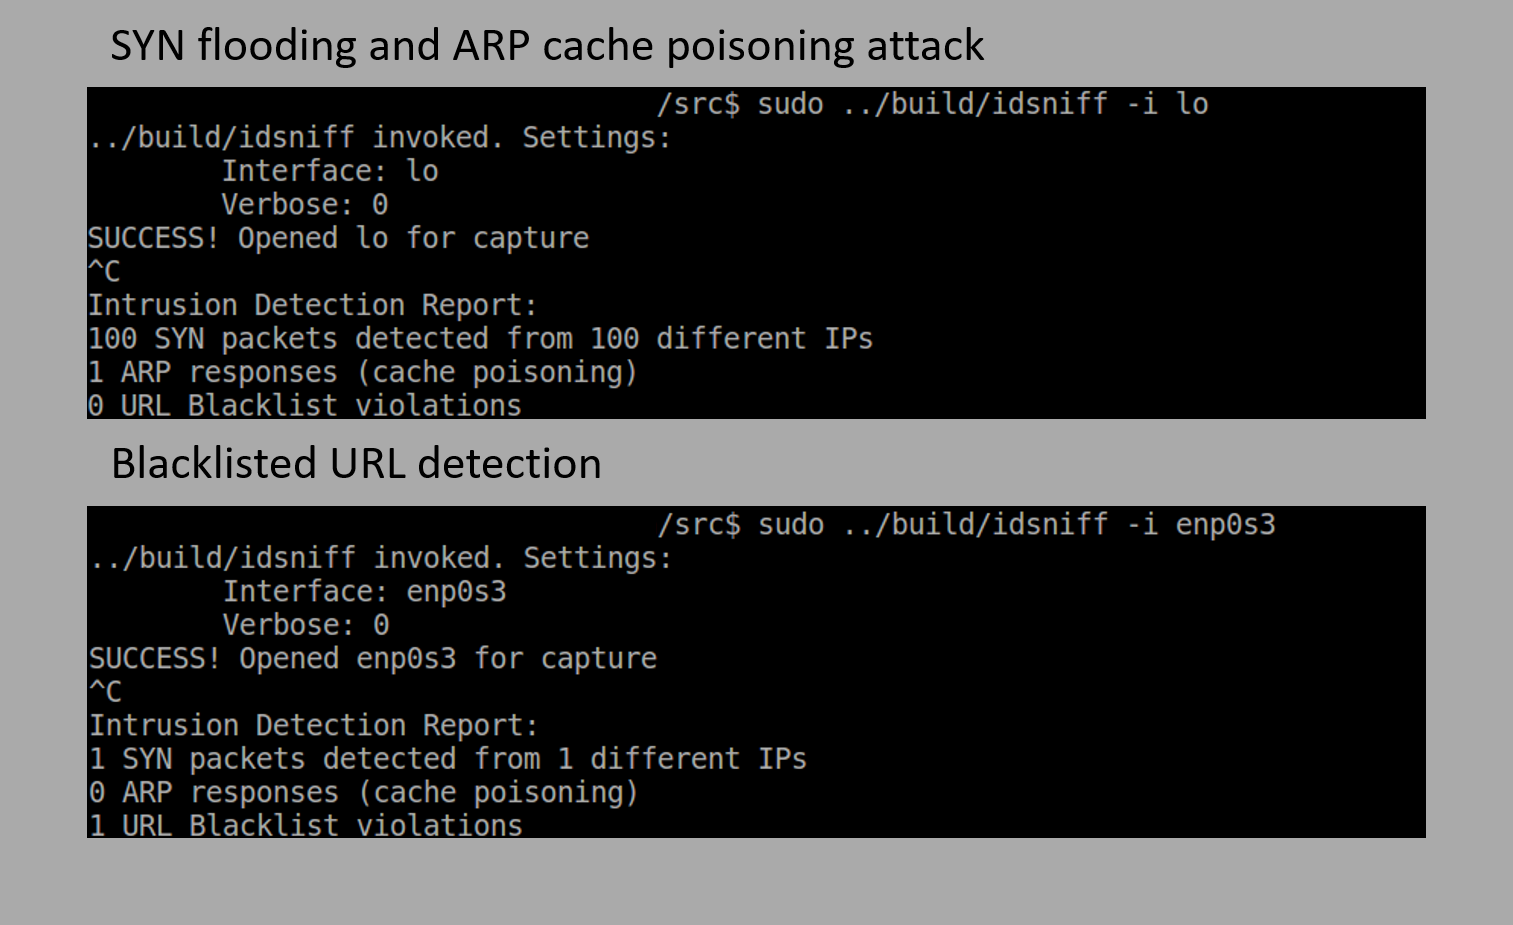 SYN flooding and ARP cache poisoning attack
/src$ sudo ../build/idsniff -i lo
../build/idsniff invoked. Settings:
Interface: lo
Verbose: 0
SUCCESS! Opened lo for capture
^C
Intrusion Detection Report:
100 SYN packets detected from 100 different IPs
1 ARP responses (cache poisoning)
0 URL Blacklist violations
Blacklisted URL detection
/src$ sudo ../build/idsniff -i enp0s3
../build/idsniff invoked. Settings:
Interface: enp0s3
Verbose: 0
SUCCESS! Opened enp0s3 for capture
^C
Intrusion Detection Report:
1 SYN packets detected from 1 different IPs
0 ARP responses (cache poisoning)
1 URL Blacklist violations